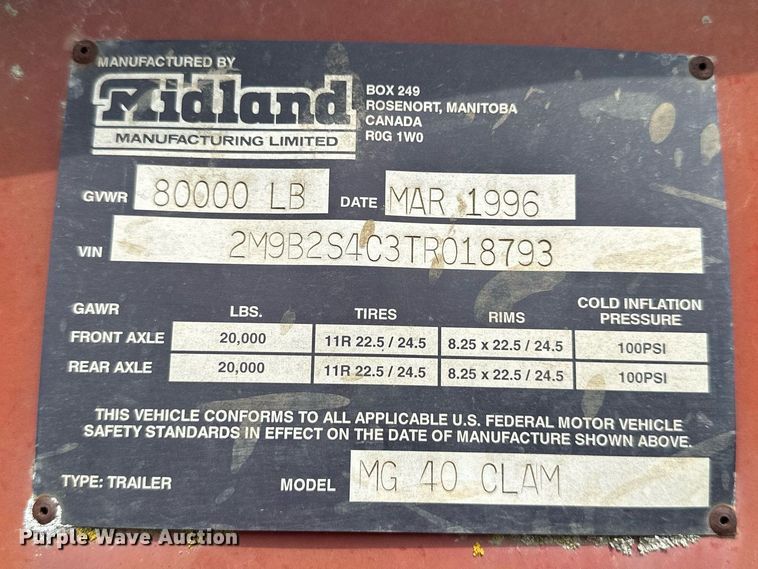 MANUFACTURED BY
Midland
MANUFACTURING LIMITED
BOX 249
ROSENORT, MANITOBA
CANADA
R0G 1W0
GVWR 80000 LB DATE MAR 1996
VIN 2M9B2S4C3TR018793
GAWR LBS. TIRES RIMS COLD INFLATION PRESSURE
FRONT AXLE 20,000 11R 22.5 / 24.5 8.25 x 22.5 / 24.5 100PSI
REAR AXLE 20,000 11R 22.5 / 24.5 8.25 x 22.5 / 24.5 100PSI
THIS VEHICLE CONFORMS TO ALL APPLICABLE U.S. FEDERAL MOTOR VEHICLE
SAFETY STANDARDS IN EFFECT ON THE DATE OF MANUFACTURE SHOWN ABOVE.
TYPE: TRAILER MODEL MG 40 CLAM
Purple Wave Auction